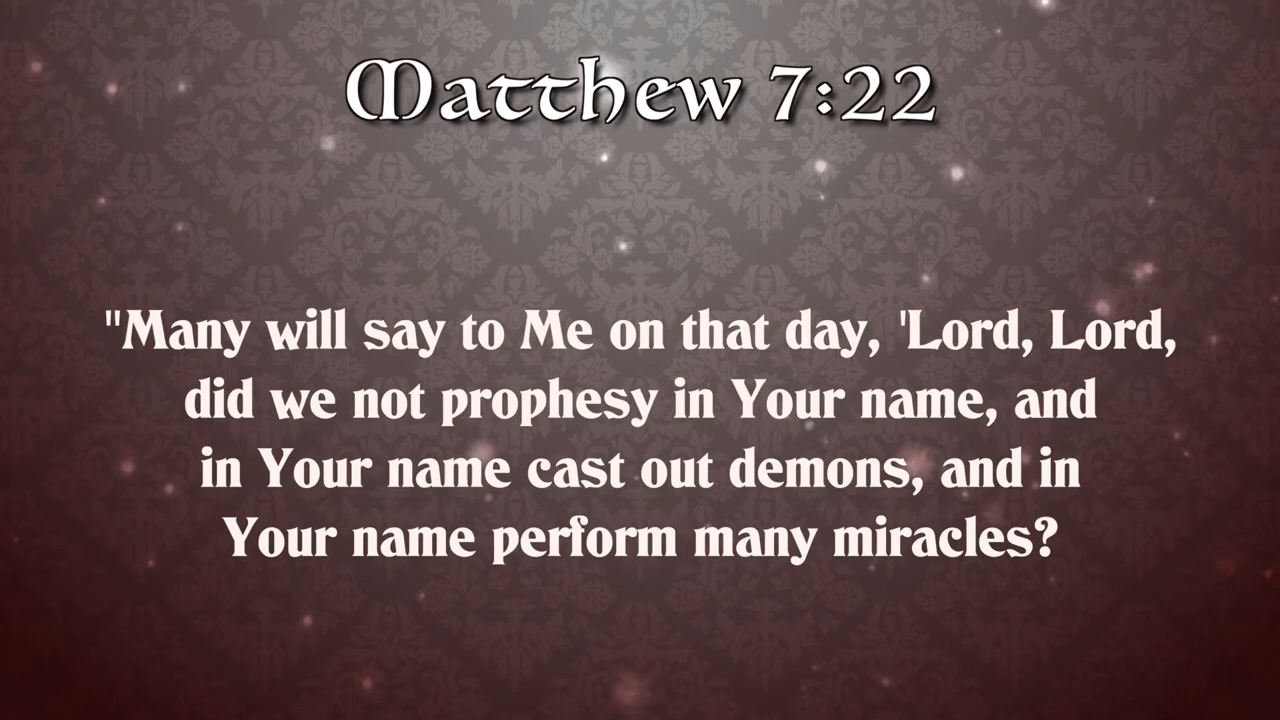 Matthew 7:22
"Many will say to Me on that day, 'Lord, Lord,
did we not prophesy in Your name, and
in Your name cast out demons, and in
Your name perform many miracles?